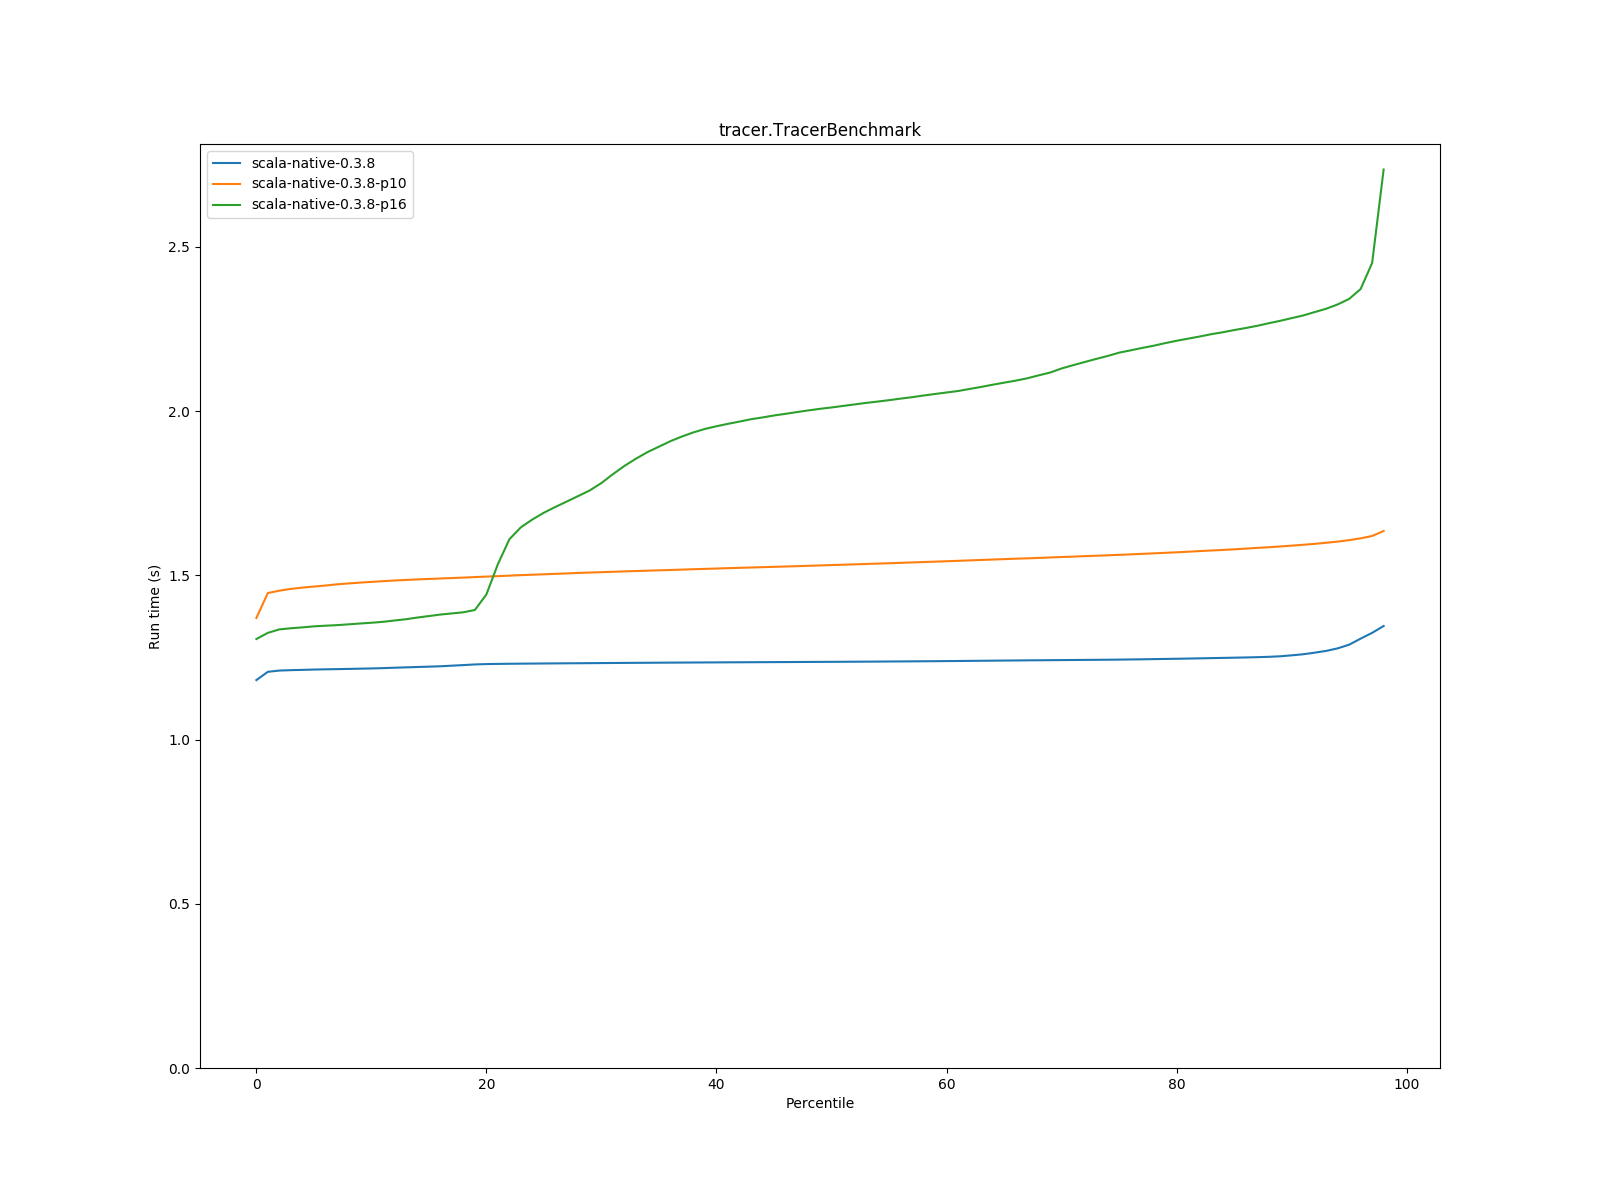 tracer.TracerBenchmark
scala-native-0.3.8
scala-native-0.3.8-p10
scala-native-0.3.8-p16
Run time (s)
2.5
2.0
1.5
1.0
0.5
0.0
0 20 40 60 80 100
Percentile